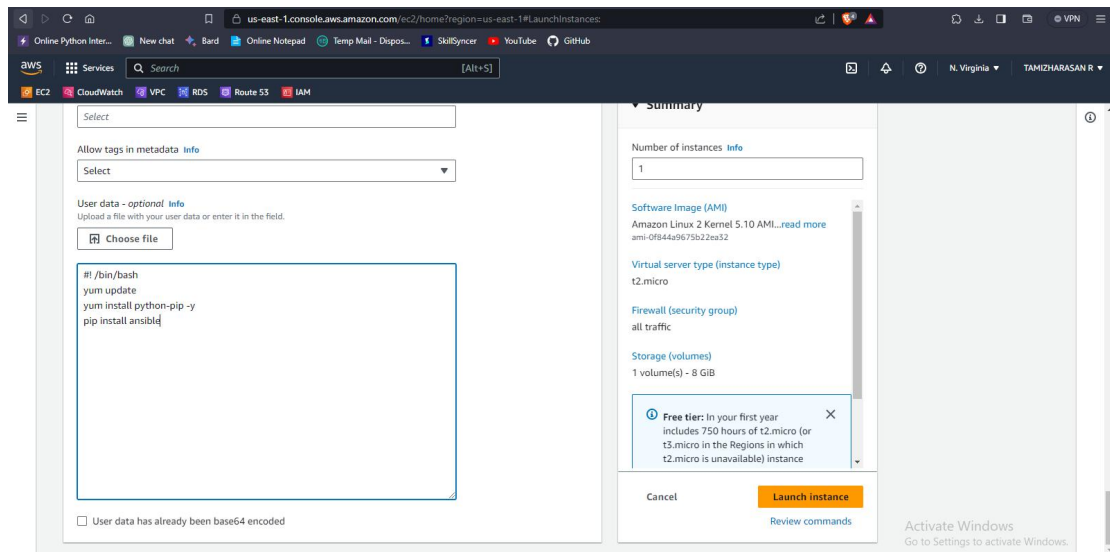 us-east-1.console.aws.amazon.com/ec2/home?region=us-east-1#LaunchInstances:
VPN
Online Python Inter... New chat Bard Online Notepad Temp Mail - Dispos... SkillSyncer YouTube GitHub
aws Services Search [Alt+S] N. Virginia ▼ TAMIZHARASAN R ▼
EC2 CloudWatch VPC RDS Route 53 IAM
Select
Allow tags in metadata Info
Select
User data - optional Info
Upload a file with your user data or enter it in the field.
Choose file
#! /bin/bash
yum update
yum install python-pip -y
pip install ansible
User data has already been base64 encoded
▼ Summary
Number of instances Info
1
Software Image (AMI)
Amazon Linux 2 Kernel 5.10 AMI...read more
ami-0f844a9675b22ea32
Virtual server type (instance type)
t2.micro
Firewall (security group)
all traffic
Storage (volumes)
1 volume(s) - 8 GiB
Free tier: In your first year
includes 750 hours of t2.micro (or
t3.micro in the Regions in which
t2.micro is unavailable) instance
Cancel Launch instance
Review commands
Activate Windows
Go to Settings to activate Windows.